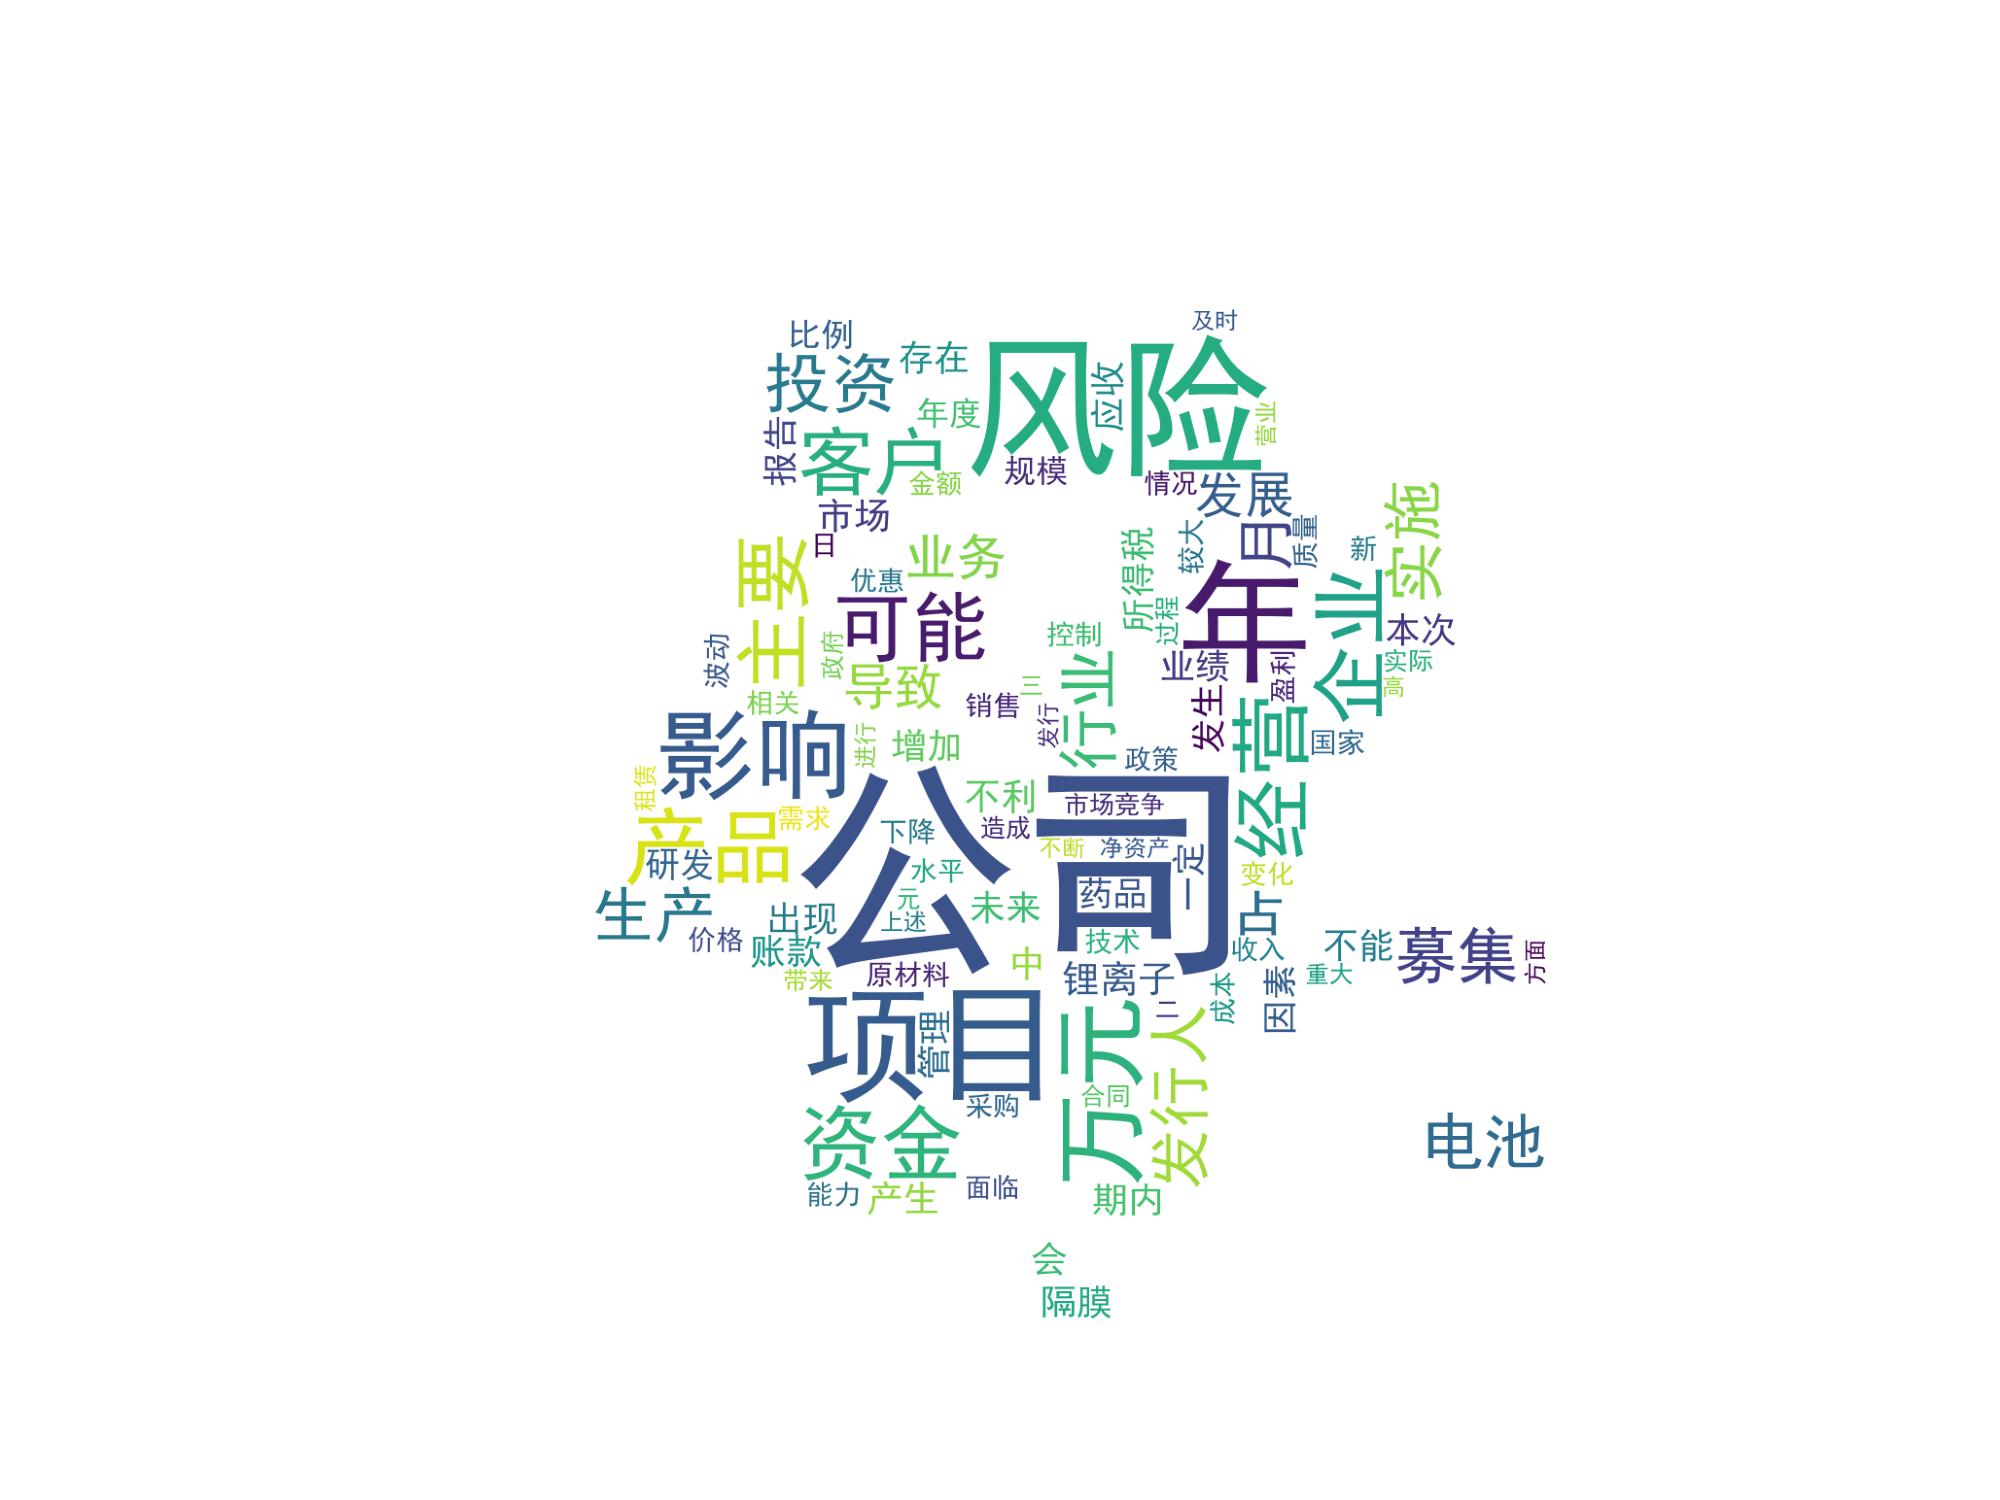 及时
比例
风险
存在
投资
应收
年度
营业
报告
客户
金额
规模
情况
发展
实施
市场
日
月
质量
新
较大
主要
业务
所得税
优惠
可能
年
企业
过程
本次
控制
政府
波动
业绩
实际
高
盈利
行业
导致
三
相关
销售
发行
发生
经营
国家
影响
进行
增加
政策
租赁
公司
不利
市场竞争
产品
需求
下降
造成
不断
净资产
一定
研发
水平
变化
药品
生产
元
上述
未来
占
出现
价格
账款
技术
收入
不能
募集
方面
带来
原材料
中
锂离子
重大
因素
成本
项目
管理
万元
二
发行人
采购
合同
资金
电池
能力
产生
面临
期内
会
隔膜